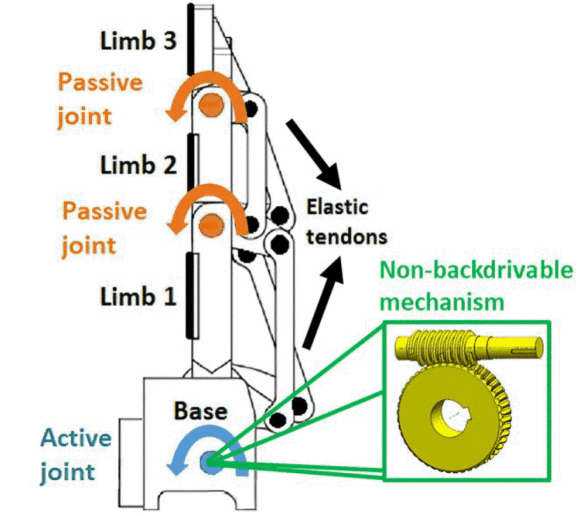 Limb 3
Passive
joint
Limb 2
Passive
joint
Elastic
tendons
Limb 1
Non-backdrivable
mechanism
Base
Active
joint